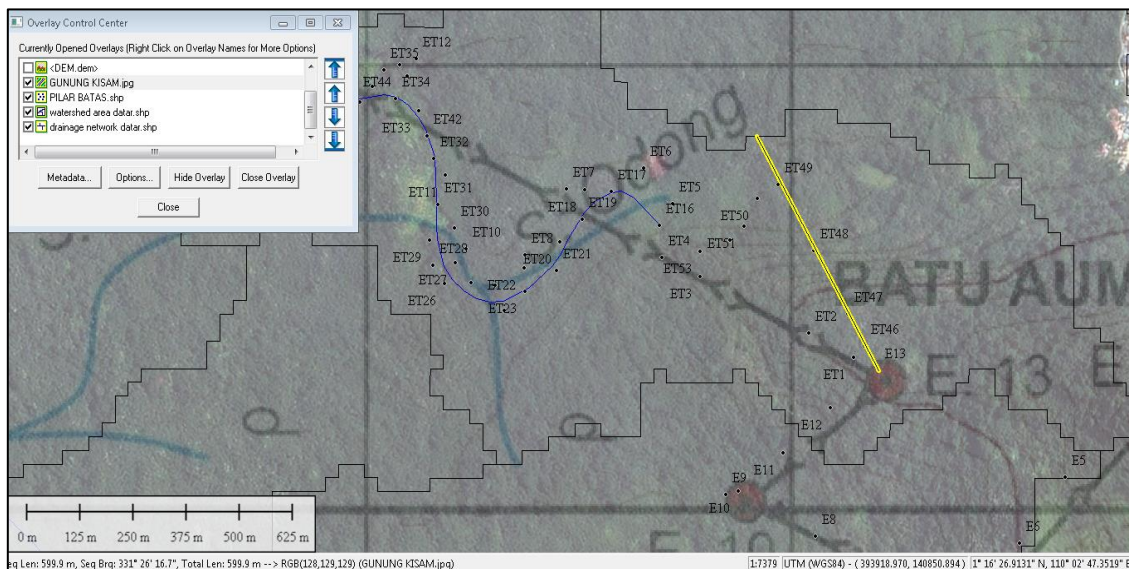 Overlay Control Center
Currently Opened Overlays (Right Click on Overlay Names for More Options)
<DEM.dem>
GUNUNG KISAM.jpg
PILAR BATAS.shp
watershed area datar.shp
drainage network datar.shp
Metadata... Options... Hide Overlay Close Overlay
Close
ET12
ET35
ET44 ET34
ET42
ET33
ET32
ET6
ET17
ET7
ET49
ET31
ET11
ET5
ET18
ET19
ET16
ET30
ET50
ET10
ET8
ET4
ET51
ET48
ET28
ET29
ET21
ET20
ET53
ET27
BATU AUM
ET26
ET22
ET3
ET47
ET23
ET2
ET46
E13
E. 13
E
ET1
E12
E11
E5
E9
E10
E8
E6
E. 10
0 m 125 m 250 m 375 m 500 m 625 m
eq Len: 599.9 m, Seg Brg: 331° 26' 16.7", Total Len: 599.9 m --> RGB(128,129,129) (GUNUNG KISAM.jpg)
1:7379 UTM (WGS84) - ( 393918.970, 140850.894 ) 1° 16' 26.9131" N, 110° 02' 47.3519" E